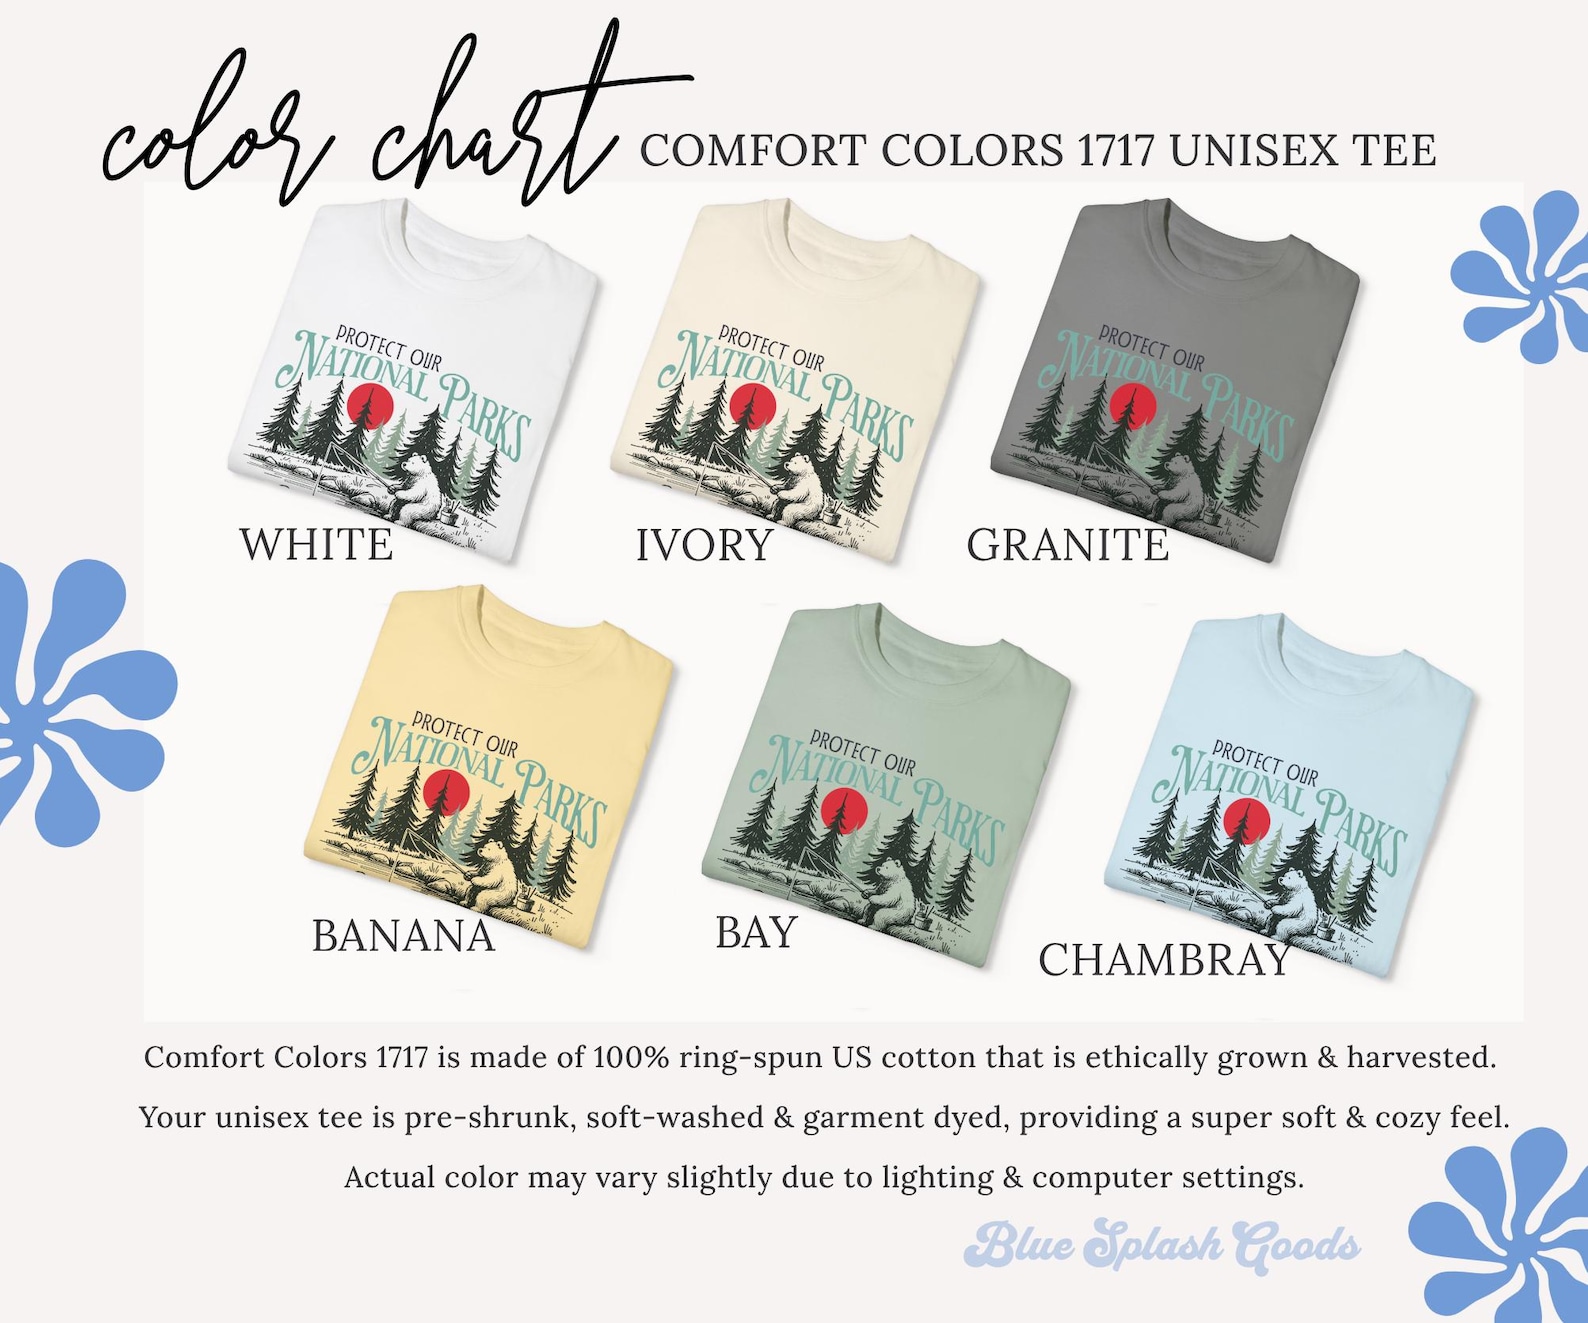 color chart COMFORT COLORS 1717 UNISEX TEE
PROTECT OUR
NATIONAL PARKS
PROTECT OUR
NATIONAL PARKS
PROTECT OUR
NATIONAL PARKS
WHITE
IVORY
GRANITE
PROTECT OUR
NATIONAL PARKS
PROTECT OUR
NATIONAL PARKS
PROTECT OUR
NATIONAL PARKS
BANANA
BAY
CHAMBRAY
Comfort Colors 1717 is made of 100% ring-spun US cotton that is ethically grown & harvested.
Your unisex tee is pre-shrunk, soft-washed & garment dyed, providing a super soft & cozy feel.
Actual color may vary slightly due to lighting & computer settings.
Blue Splash Goods